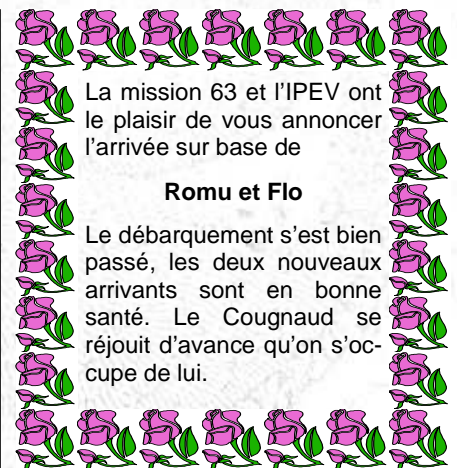 La mission 63 et l’IPEV ont
le plaisir de vous annoncer
l’arrivée sur base de
Romu et Flo
Le débarquement s’est bien
passé, les deux nouveaux
arrivants sont en bonne
santé. Le Cougnaud se
réjouit d’avance qu’on s’oc-
cupe de lui.